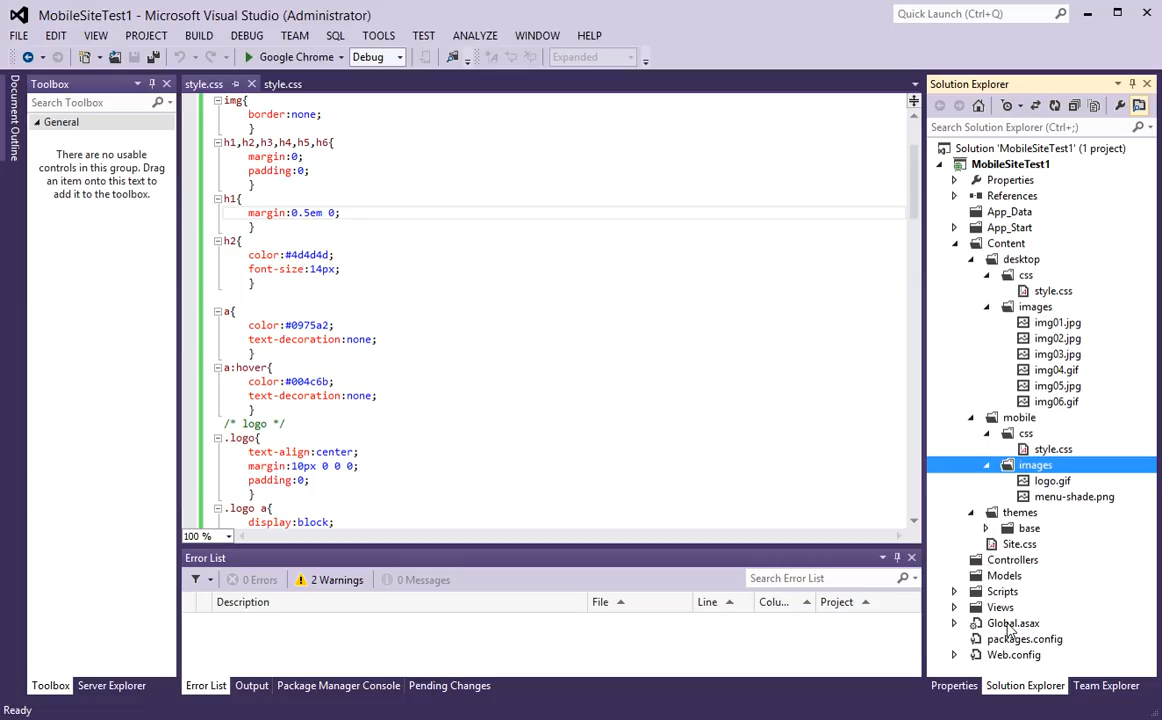 MobileSiteTest1 - Microsoft Visual Studio (Administrator)
Quick Launch (Ctrl+Q)
FILE EDIT VIEW PROJECT BUILD DEBUG TEAM SQL TOOLS TEST ANALYZE WINDOW HELP
Google Chrome Debug Expanded
Document Outline
Toolbox
Search Toolbox
General
There are no usable
controls in this group. Drag
an item onto this text to
add it to the toolbox.
style.css style.css
img{
border:none;
}
h1,h2,h3,h4,h5,h6{
margin:0;
padding:0;
}
h1{
margin:0.5em 0;
}
h2{
color:#4d4d4d;
font-size:14px;
}
a{
color:#0975a2;
text-decoration:none;
}
a:hover{
color:#004c6b;
text-decoration:none;
}
/* logo */
.logo{
text-align:center;
margin:10px 0 0 0;
padding:0;
}
.logo a{
display:block;
100 %
Error List
0 Errors 2 Warnings 0 Messages
Search Error List
Description File Line Colu... Project
Toolbox Server Explorer
Error List Output Package Manager Console Pending Changes
Solution Explorer
Search Solution Explorer (Ctrl+;)
Solution 'MobileSiteTest1' (1 project)
MobileSiteTest1
Properties
References
App_Data
App_Start
Content
desktop
css
style.css
images
img01.jpg
img02.jpg
img03.jpg
img04.gif
img05.jpg
img06.gif
mobile
css
style.css
images
logo.gif
menu-shade.png
themes
base
Site.css
Controllers
Models
Scripts
Views
Global.asax
packages.config
Web.config
Properties Solution Explorer Team Explorer
Ready